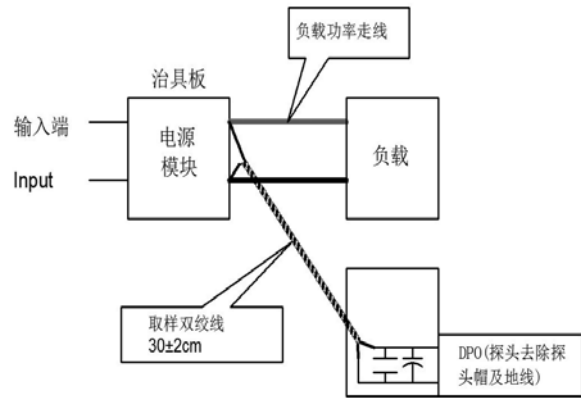 负载功率走线
治具板
输入端
电源
模块
负载
Input
取样双绞线
30±2cm
DPO(探头去除探
头帽及地线)